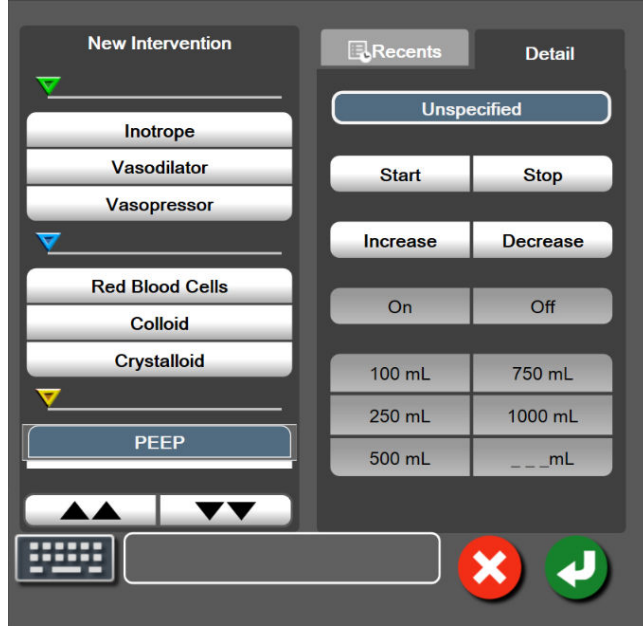 New Intervention
Inotrope
Vasodilator
Vasopressor
Red Blood Cells
Colloid
Crystalloid
PEEP
Recents Detail
Unspecified
Start Stop
Increase Decrease
On Off
100 mL 750 mL
250 mL 1000 mL
500 mL _ _ _mL